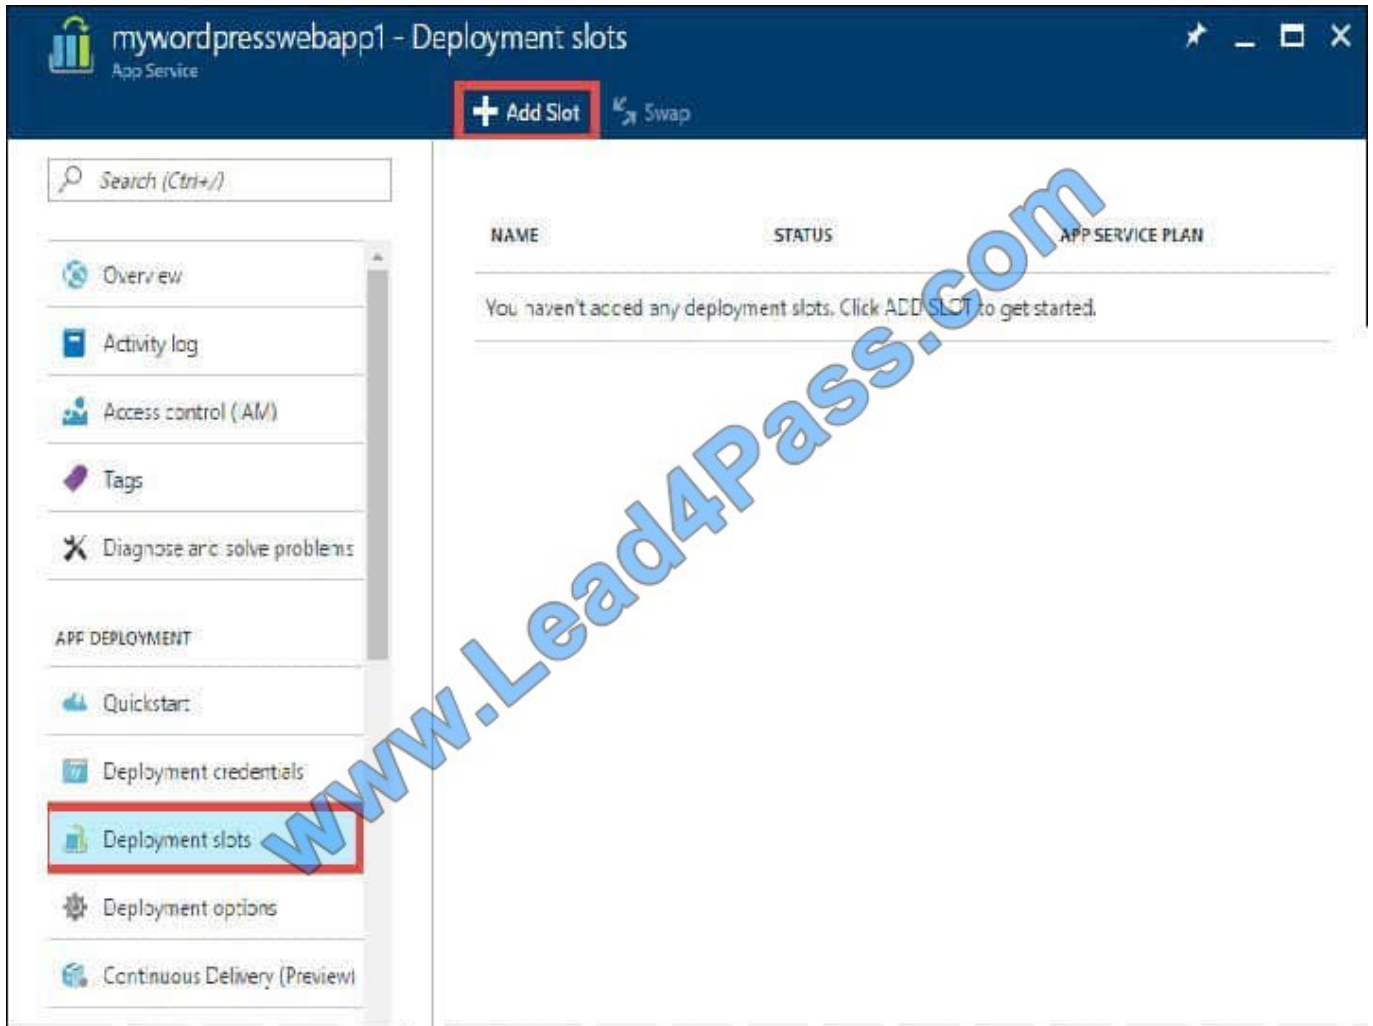 mywordpresswebapp1 - Deployment slots
App Service
Add Slot
Swap
Search (Ctrl+/)
NAME STATUS APP SERVICE PLAN
You haven't added any deployment slots. Click ADD SLOT to get started.
Overview
Activity log
Access control (IAM)
Tags
Diagnose and solve problems
APP DEPLOYMENT
Quickstart
Deployment credentials
Deployment slots
Deployment options
Continuous Delivery (Preview)
www.Lead4Pass.com